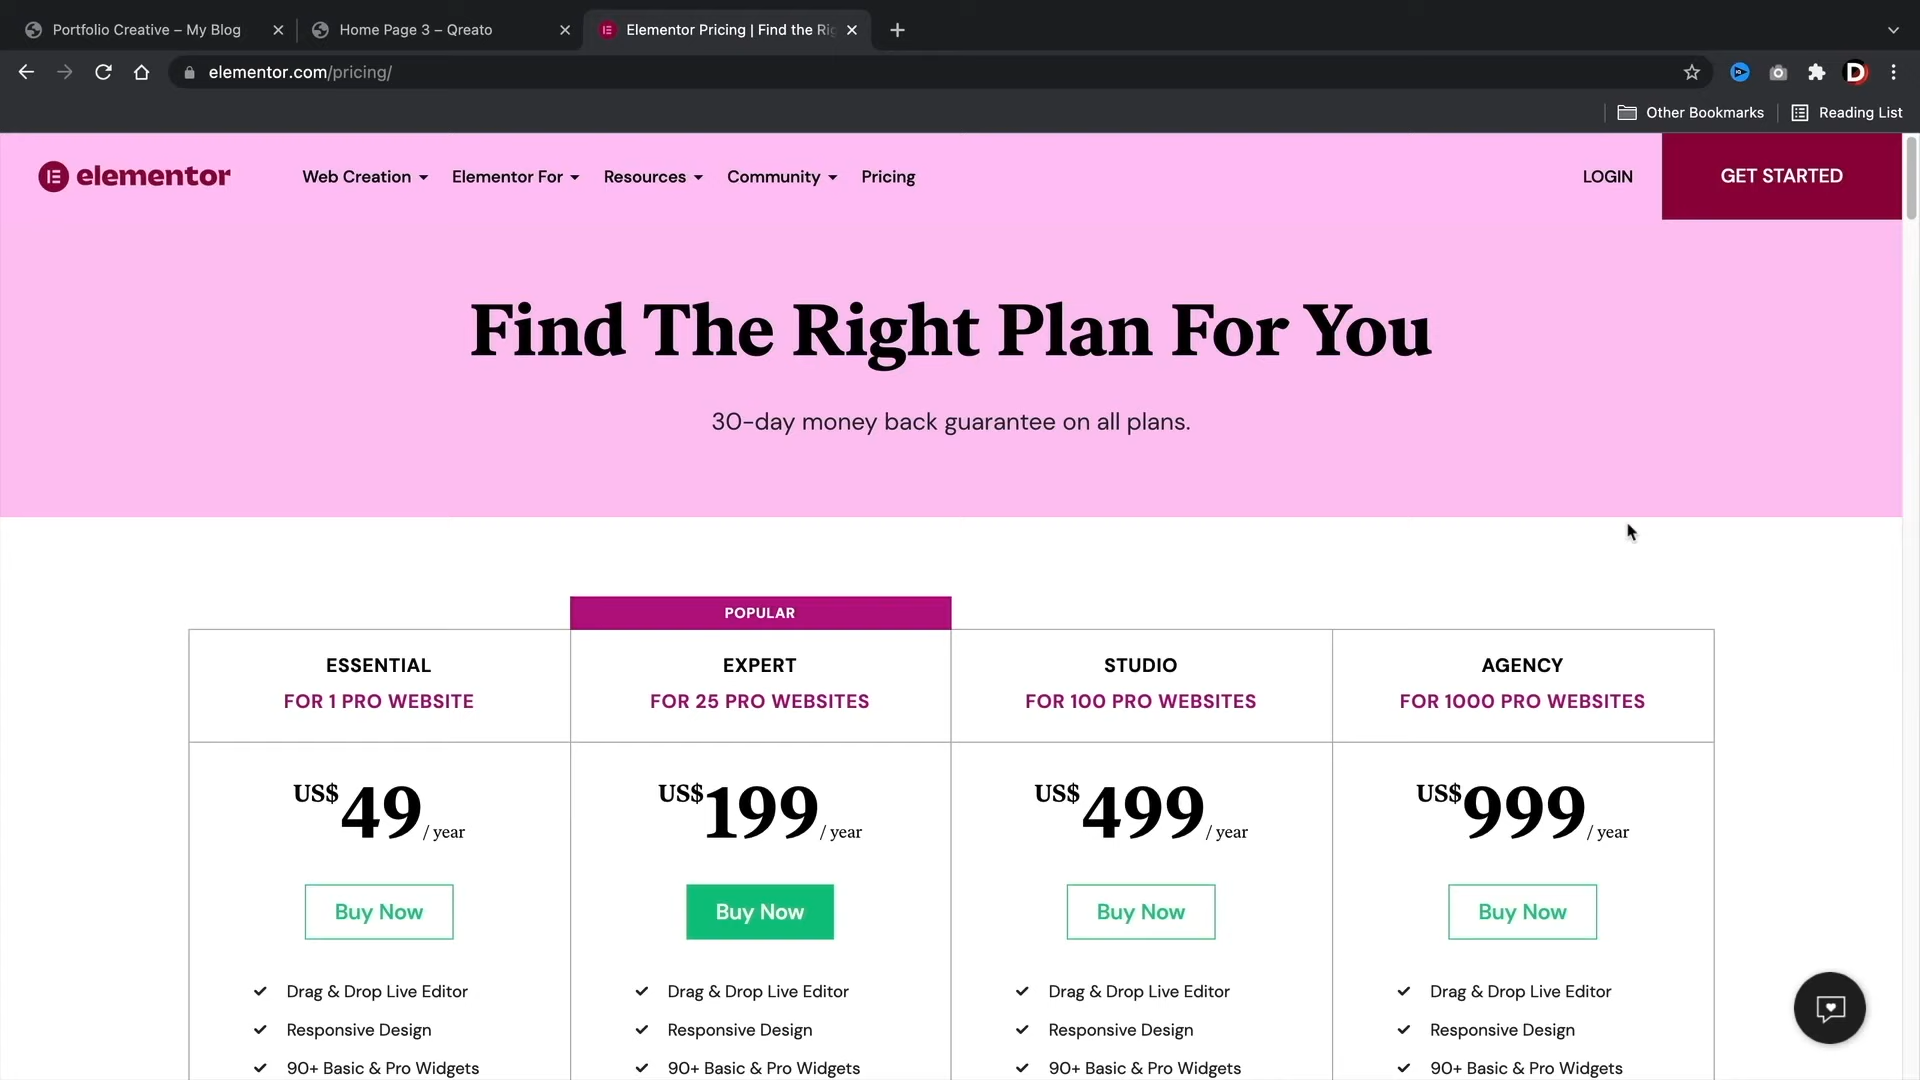 Portfolio Creative – My Blog
Home Page 3 – Qreato
Elementor Pricing | Find the Rig
elementor.com/pricing/
Other Bookmarks
Reading List
elementor
Web Creation
Elementor For
Resources
Community
Pricing
LOGIN
GET STARTED
Find The Right Plan For You
30-day money back guarantee on all plans.
POPULAR
ESSENTIAL
FOR 1 PRO WEBSITE
US$49/ year
Buy Now
Drag & Drop Live Editor
Responsive Design
90+ Basic & Pro Widgets
EXPERT
FOR 25 PRO WEBSITES
US$199/ year
Buy Now
Drag & Drop Live Editor
Responsive Design
90+ Basic & Pro Widgets
STUDIO
FOR 100 PRO WEBSITES
US$499/ year
Buy Now
Drag & Drop Live Editor
Responsive Design
90+ Basic & Pro Widgets
AGENCY
FOR 1000 PRO WEBSITES
US$999/ year
Buy Now
Drag & Drop Live Editor
Responsive Design
90+ Basic & Pro Widgets